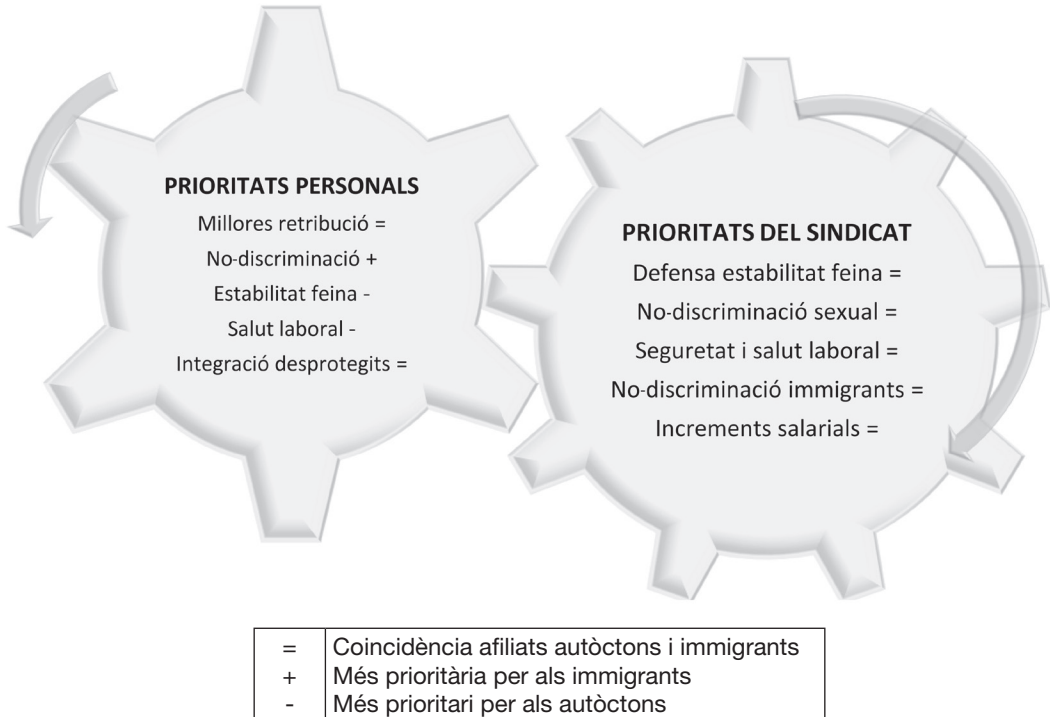 PRIORITATS PERSONALS
Millores retribució =
No-discriminació +
Estabilitat feina -
Salut laboral -
Integració desprotegits =
PRIORITATS DEL SINDICAT
Defensa estabilitat feina =
No-discriminació sexual =
Seguretat i salut laboral =
No-discriminació immigrants =
Increments salarials =
= Coincidència afiliats autòctons i immigrants
+ Més prioritària per als immigrants
- Més prioritari per als autòctons